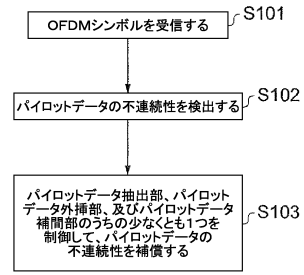 OFDMシンボルを受信する
S101
パイロットデータの不連続性を検出する
S102
パイロットデータ抽出部、パイロット
データ外挿部、及びパイロットデータ
補間部のうちの少なくとも1つを
制御して、パイロットデータの
不連続性を補償する
S103